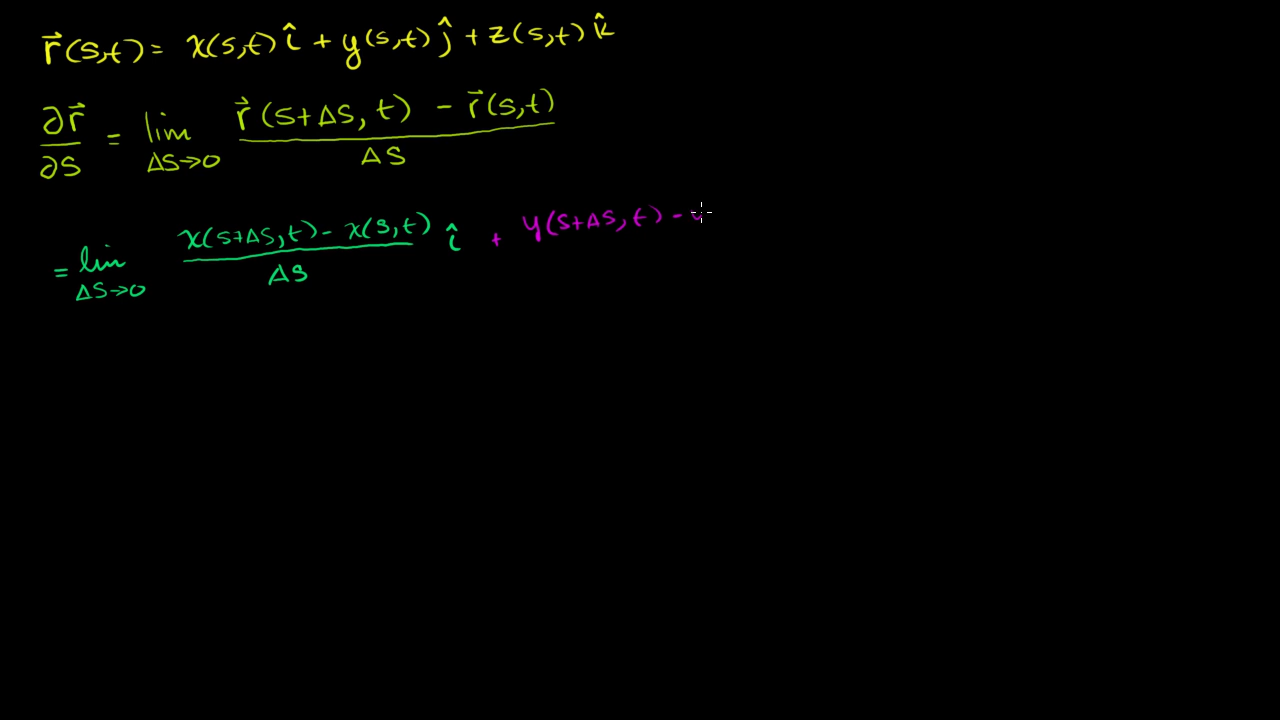 r⃗(s,t) = x(s,t) î + y(s,t) ĵ + z(s,t) k̂
∂r⃗/∂s = lim Δs→0 (r⃗(s+Δs, t) - r⃗(s,t))/Δs
= lim Δs→0 (x(s+Δs,t) - x(s,t))/Δs î + y(s+Δs,t) -